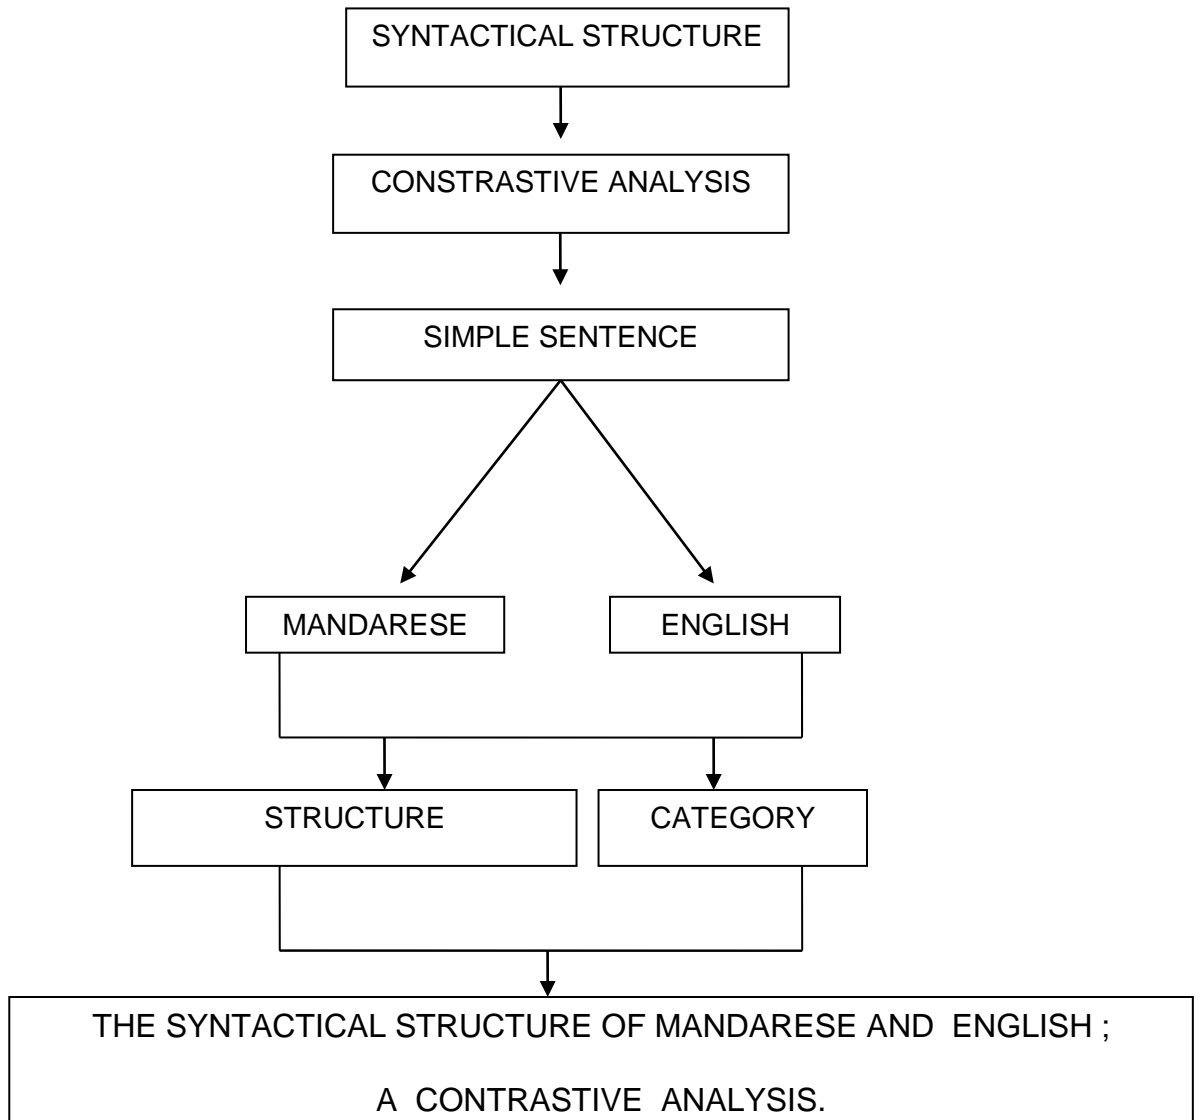 SYNTACTICAL STRUCTURE
CONSTRASTIVE ANALYSIS
SIMPLE SENTENCE
MANDARESE
ENGLISH
STRUCTURE
CATEGORY
THE SYNTACTICAL STRUCTURE OF MANDARESE AND ENGLISH ;
A CONTRASTIVE ANALYSIS.